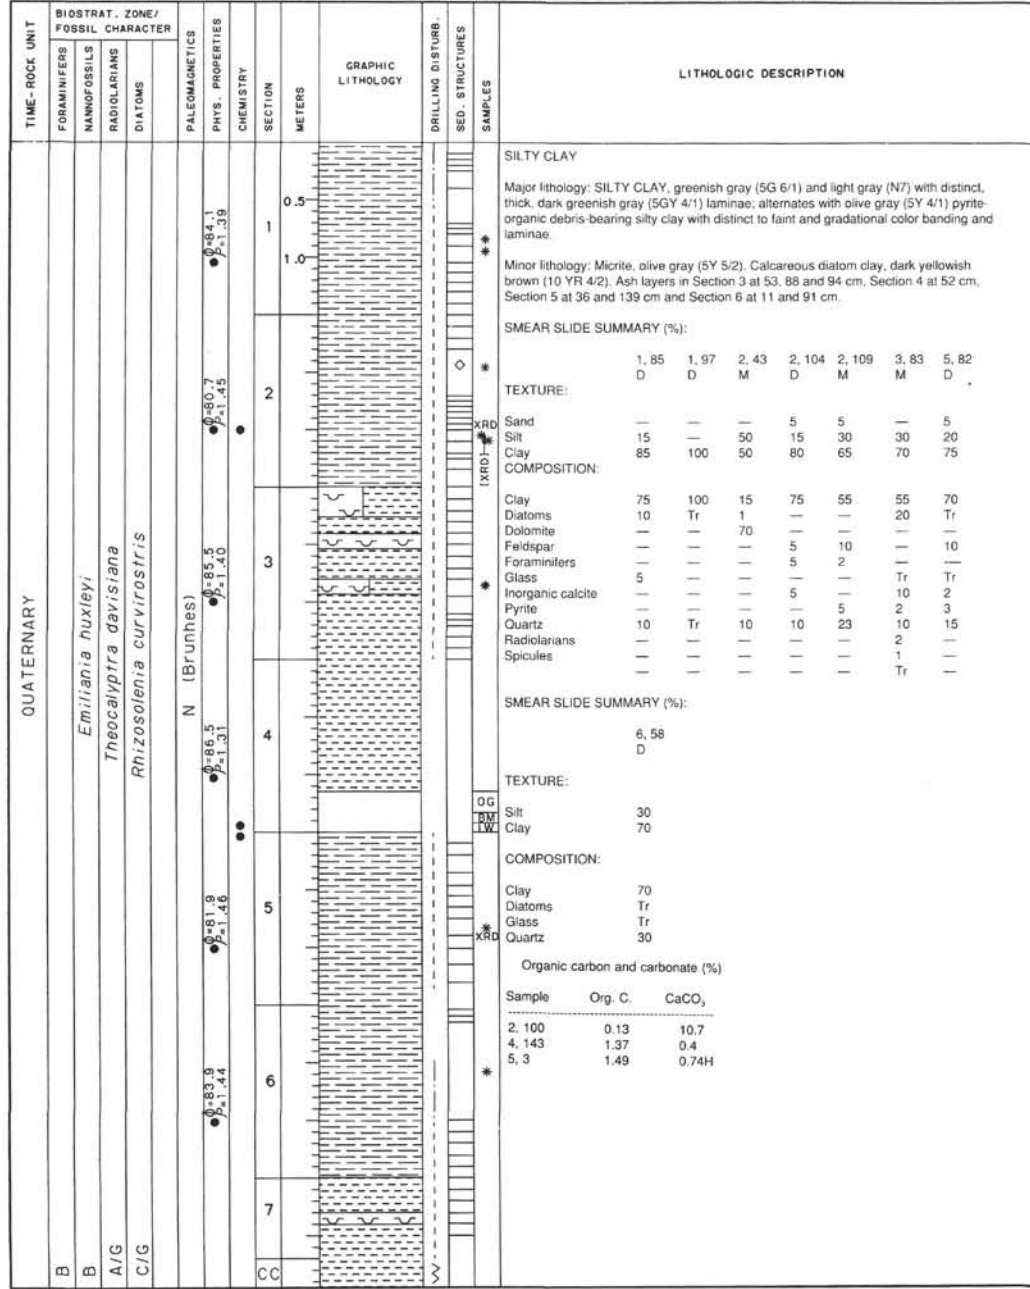 TIME-ROCK UNIT
BIOSTRAT. ZONE/
FOSSIL CHARACTER
FORAMINIFERS
NANNOFOSSILS
RADIOLARIANS
DIATOMS
PALEOMAGNETICS
PHYS. PROPERTIES
CHEMISTRY
SECTION
METERS
GRAPHIC
LITHOLOGY
DRILLING DISTURB.
SED. STRUCTURES
SAMPLES
LITHOLOGIC DESCRIPTION
QUATERNARY
B
B
Emiliania huxleyi
A/G
Theocalyptra davisiana
C/G
Rhizosolenia curvirostris
N (Brunhes)
Φ=84.1
P=1.39
Φ=80.7
P=1.45
Φ=85.5
P=1.40
Φ=86.5
P=1.31
Φ=81.9
P=1.46
Φ=83.9
P=1.44
1
2
3
4
5
6
7
CC
0.5
1.0
* 
*
*
XRD
*
*
[XRD]
*
OG
BM
IW
*
XRD
*
SILTY CLAY
Major lithology: SILTY CLAY, greenish gray (5G 6/1) and light gray (N7) with distinct,
thick, dark greenish gray (5GY 4/1) laminae; alternates with olive gray (5Y 4/1) pyrite-
organic debris-bearing silty clay with distinct to faint and gradational color banding and
laminae.
Minor lithology: Micrite, olive gray (5Y 5/2). Calcareous diatom clay, dark yellowish
brown (10 YR 4/2). Ash layers in Section 3 at 53, 88 and 94 cm, Section 4 at 52 cm,
Section 5 at 36 and 139 cm and Section 6 at 11 and 91 cm.
SMEAR SLIDE SUMMARY (%):
1, 85 1, 97 2, 43 2, 104 2, 109 3, 83 5, 82
D D M D M M D
TEXTURE:
Sand — — — 5 5 — 5
Silt 15 — 50 15 30 30 20
Clay 85 100 50 80 65 70 75
COMPOSITION:
Clay 75 100 15 75 55 55 70
Diatoms 10 Tr 1 — — 20 Tr
Dolomite — — 70 — — — —
Feldspar — — — 5 10 — 10
Foraminifers — — — 5 2 — —
Glass 5 — — — — Tr Tr
Inorganic calcite — — — 5 — 10 2
Pyrite — — — — 5 2 3
Quartz 10 Tr 10 10 23 10 15
Radiolarians — — — — — 2 —
Spicules — — — — — 1 —
— — — — — Tr —
SMEAR SLIDE SUMMARY (%):
6, 58
D
TEXTURE:
Silt 30
Clay 70
COMPOSITION:
Clay 70
Diatoms Tr
Glass Tr
Quartz 30
Organic carbon and carbonate (%)
Sample Org. C. CaCO₃
2, 100 0.13 10.7
4, 143 1.37 0.4
5, 3 1.49 0.74H